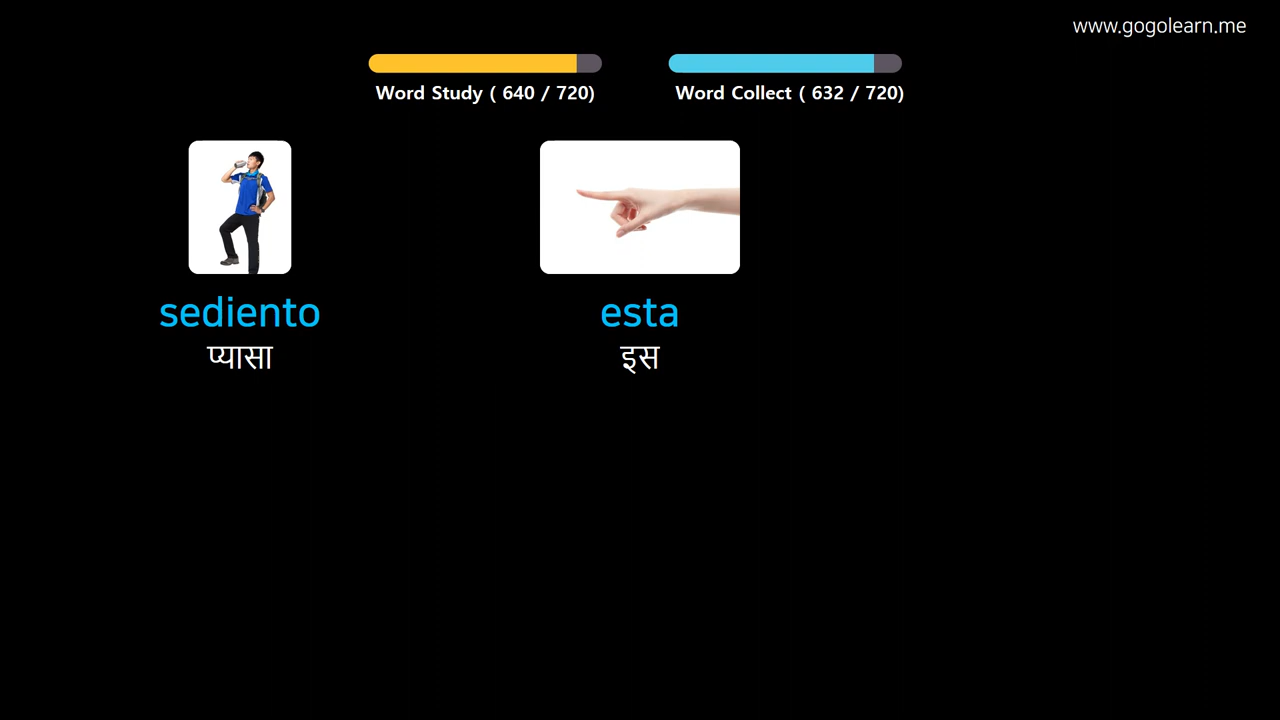 www.gogolearn.me
Word Study ( 640 / 720)
Word Collect ( 632 / 720)
sediento
प्यासा
esta
इस